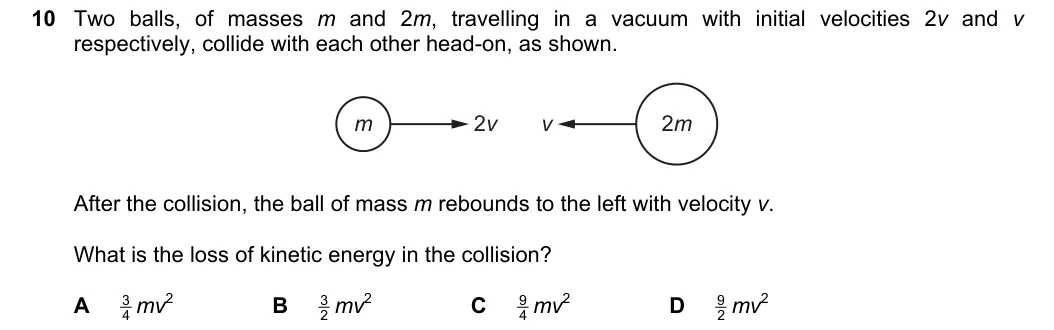 10 Two balls, of masses m and 2m, travelling in a vacuum with initial velocities 2v and v
respectively, collide with each other head-on, as shown.
m 2v v 2m
After the collision, the ball of mass m rebounds to the left with velocity v.
What is the loss of kinetic energy in the collision?
A 3/4 mv² B 3/2 mv² C 9/4 mv² D 9/2 mv²